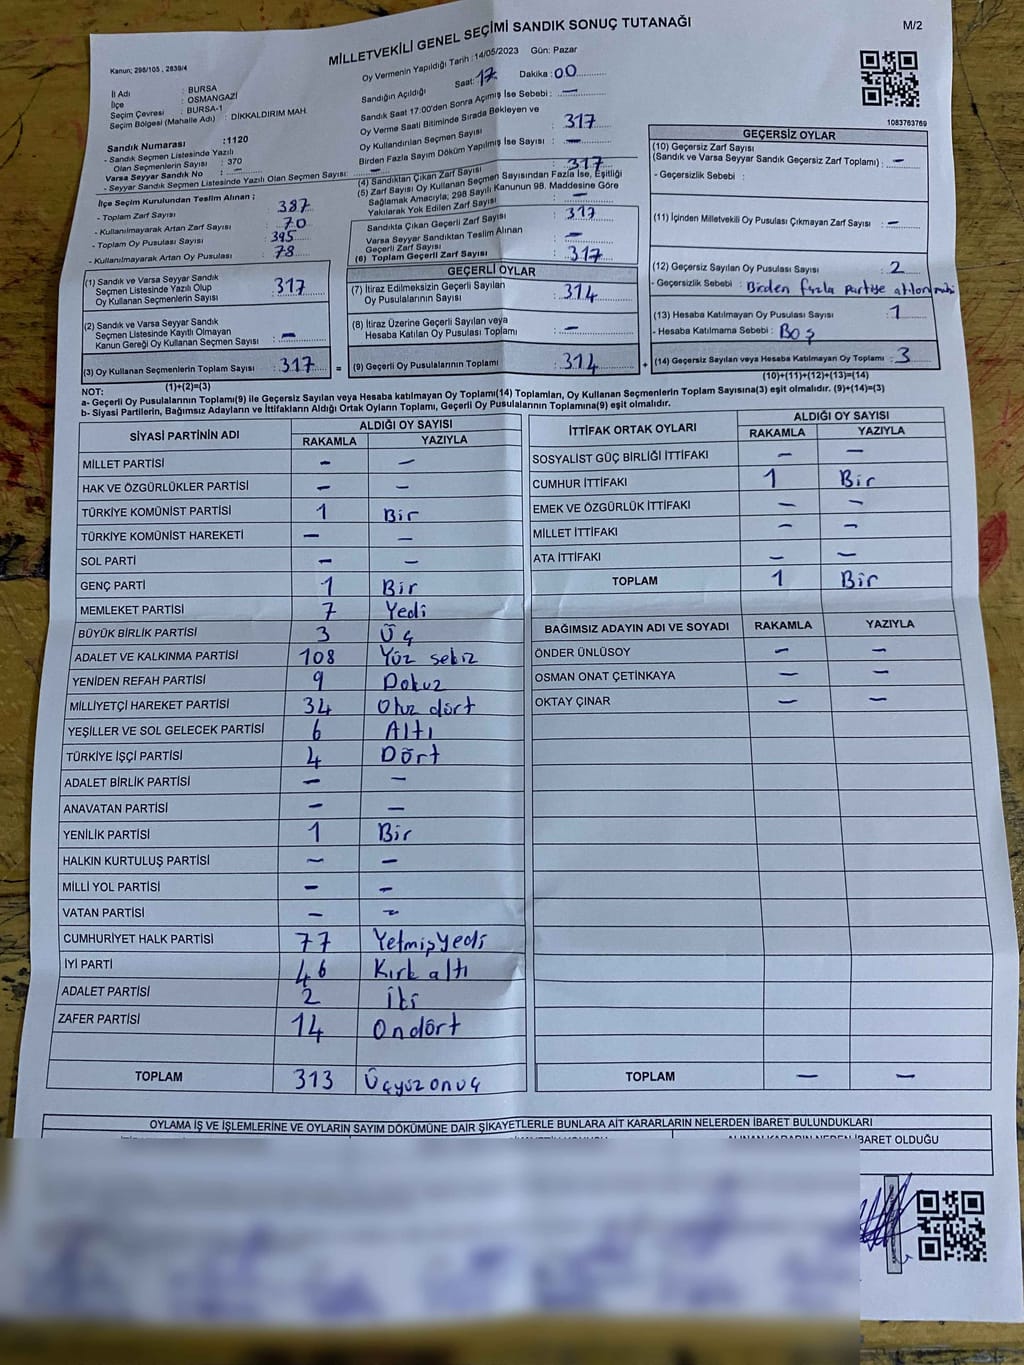 MİLLETVEKİLİ GENEL SEÇİMİ SANDIK SONUÇ TUTANAĞI
M/2
Kanun; 298/105 , 2839/4
Oy Vermenin Yapıldığı Tarih :14/05/2023 Gün: Pazar
İl Adı : BURSA
İlçe : OSMANGAZİ
Seçim Çevresi : BURSA-1
Seçim Bölgesi (Mahalle Adı) : DİKKALDIRIM MAH.
Sandığın Açıldığı Saat: 17 Dakika : 00
Sandık Saat 17:00'den Sonra Açımış İse Sebebi : –
Oy Verme Saati Bitiminde Sırada Bekleyen ve
Oy Kullandırılan Seçmen Sayısı : 317
Birden Fazla Sayım Döküm Yapılmış İse Sayısı : –
1083763769
Sandık Numarası :1120
- Sandık Seçmen Listesinde Yazılı
Olan Seçmenlerin Sayısı : 370
Varsa Seyyar Sandık No : –
- Seyyar Sandık Seçmen Listesinde Yazılı Olan Seçmen Sayısı: –
İlçe Seçim Kurulundan Teslim Alınan ;
- Toplam Zarf Sayısı : 387
- Kullanılmayarak Artan Zarf Sayısı : 70
- Toplam Oy Pusulası Sayısı : 395
- Kullanılmayarak Artan Oy Pusulası : 78
(4) Sandıktan Çıkan Zarf Sayısı : 317
(5) Zarf Sayısı Oy Kullanan Seçmen Sayısından Fazla İse, Eşitliği
Sağlamak Amacıyla, 298 Sayılı Kanunun 98. Maddesine Göre
Yakılarak Yok Edilen Zarf Sayısı : –
Sandıkta Çıkan Geçerli Zarf Sayısı : 317
Varsa Seyyar Sandıktan Teslim Alınan
Geçerli Zarf Sayısı : –
(6) Toplam Geçerli Zarf Sayısı : 317
GEÇERSİZ OYLAR
(10) Geçersiz Zarf Sayısı
(Sandık ve Varsa Seyyar Sandık Geçersiz Zarf Toplamı) : –
- Geçersizlik Sebebi :
(11) İçinden Milletvekili Oy Pusulası Çıkmayan Zarf Sayısı : –
(12) Geçersiz Sayılan Oy Pusulası Sayısı : 2
- Geçersizlik Sebebi : Birden fazla partiye atılan
(13) Hesaba Katılmayan Oy Pusulası Sayısı : 1
- Hesaba Katılmama Sebebi : Boş
(14) Geçersiz Sayılan veya Hesaba Katılmayan Oy Toplamı : 3
(10)+(11)+(12)+(13)=(14)
(1) Sandık ve Varsa Seyyar Sandık
Seçmen Listesinde Yazılı Olup
Oy Kullanan Seçmenlerin Sayısı : 317
(2) Sandık ve Varsa Seyyar Sandık
Seçmen Listesinde Kayıtlı Olmayan
Kanun Gereği Oy Kullanan Seçmen Sayısı : –
(3) Oy Kullanan Seçmenlerin Toplam Sayısı : 317 =
(1)+(2)=(3)
GEÇERLİ OYLAR
(7) İtiraz Edilmeksizin Geçerli Sayılan
Oy Pusulalarının Sayısı : 314
(8) İtiraz Üzerine Geçerli Sayılan veya
Hesaba Katılan Oy Pusulası Toplamı : –
(9) Geçerli Oy Pusulalarının Toplamı : 314 +
NOT:
a- Geçerli Oy Pusulalarının Toplamı(9) ile Geçersiz Sayılan veya Hesaba katılmayan Oy Toplamı(14) Toplamları, Oy Kullanan Seçmenlerin Toplam Sayısına(3) eşit olmalıdır. (9)+(14)=(3)
b- Siyasi Partilerin, Bağımsız Adayların ve İttifakların Aldığı Ortak Oyların Toplamı, Geçerli Oy Pusulalarının Toplamına(9) eşit olmalıdır.
SİYASİ PARTİNİN ADI ALDIĞI OY SAYISI
RAKAMLA YAZIYLA
MİLLET PARTİSİ – –
HAK VE ÖZGÜRLÜKLER PARTİSİ – –
TÜRKİYE KOMÜNİST PARTİSİ 1 Bir
TÜRKİYE KOMÜNİST HAREKETİ – –
SOL PARTİ – –
GENÇ PARTİ 1 Bir
MEMLEKET PARTİSİ 7 Yedi
BÜYÜK BİRLİK PARTİSİ 3 Üç
ADALET VE KALKINMA PARTİSİ 108 Yüz sekiz
YENİDEN REFAH PARTİSİ 9 Dokuz
MİLLİYETÇİ HAREKET PARTİSİ 34 Otuz dört
YEŞİLLER VE SOL GELECEK PARTİSİ 6 Altı
TÜRKİYE İŞÇİ PARTİSİ 4 Dört
ADALET BİRLİK PARTİSİ – –
ANAVATAN PARTİSİ – –
YENİLİK PARTİSİ 1 Bir
HALKIN KURTULUŞ PARTİSİ – –
MİLLİ YOL PARTİSİ – –
VATAN PARTİSİ – –
CUMHURİYET HALK PARTİSİ 77 Yetmişyedi
İYİ PARTİ 46 Kırk altı
ADALET PARTİSİ 2 İki
ZAFER PARTİSİ 14 Ondört
TOPLAM 313 Üçyüzonüç
İTTİFAK ORTAK OYLARI ALDIĞI OY SAYISI
RAKAMLA YAZIYLA
SOSYALİST GÜÇ BİRLİĞİ İTTİFAKI – –
CUMHUR İTTİFAKI 1 Bir
EMEK VE ÖZGÜRLÜK İTTİFAKI – –
MİLLET İTTİFAKI – –
ATA İTTİFAKI – –
TOPLAM 1 Bir
BAĞIMSIZ ADAYIN ADI VE SOYADI RAKAMLA YAZIYLA
ÖNDER ÜNLÜSOY – –
OSMAN ONAT ÇETİNKAYA – –
OKTAY ÇINAR – –
TOPLAM – –
OYLAMA İŞ VE İŞLEMLERİNE VE OYLARIN SAYIM DÖKÜMÜNE DAİR ŞİKAYETLERLE BUNLARA AİT KARARLARIN NELERDEN İBARET BULUNDUKLARI
ALINAN KARARIN NEDEN İBARET OLDUĞU